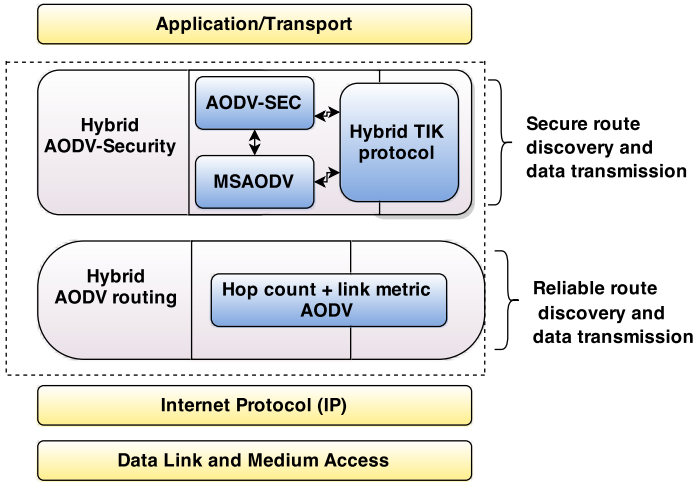 Application/Transport
Hybrid
AODV-Security
AODV-SEC
MSAODV
Hybrid TIK
protocol
Secure route
discovery and
data transmission
Hybrid
AODV routing
Hop count + link metric
AODV
Reliable route
discovery and
data transmission
Internet Protocol (IP)
Data Link and Medium Access